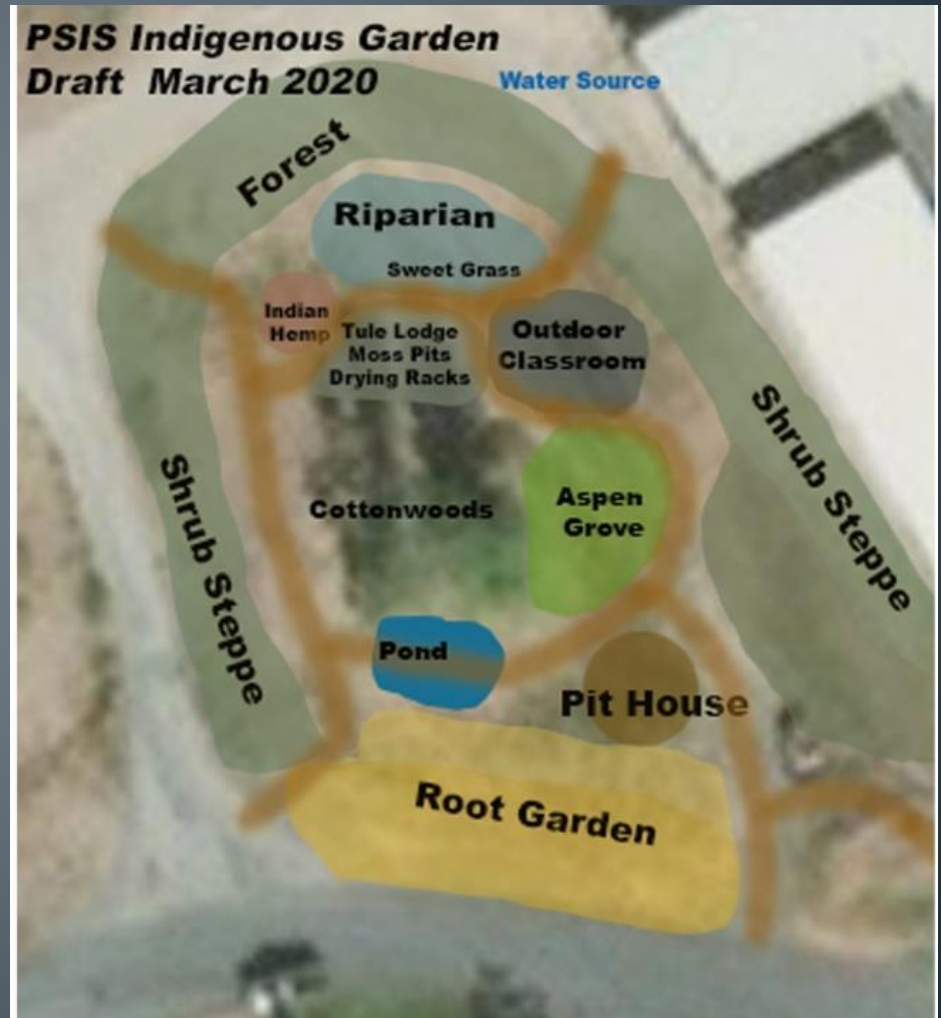 PSIS Indigenous Garden
Draft March 2020
Water Source
Forest
Riparian
Sweet Grass
Indian
Hemp
Tule Lodge
Moss Pits
Drying Racks
Outdoor
Classroom
Shrub Steppe
Shrub Steppe
Cottonwoods
Aspen
Grove
Pond
Pit House
Root Garden